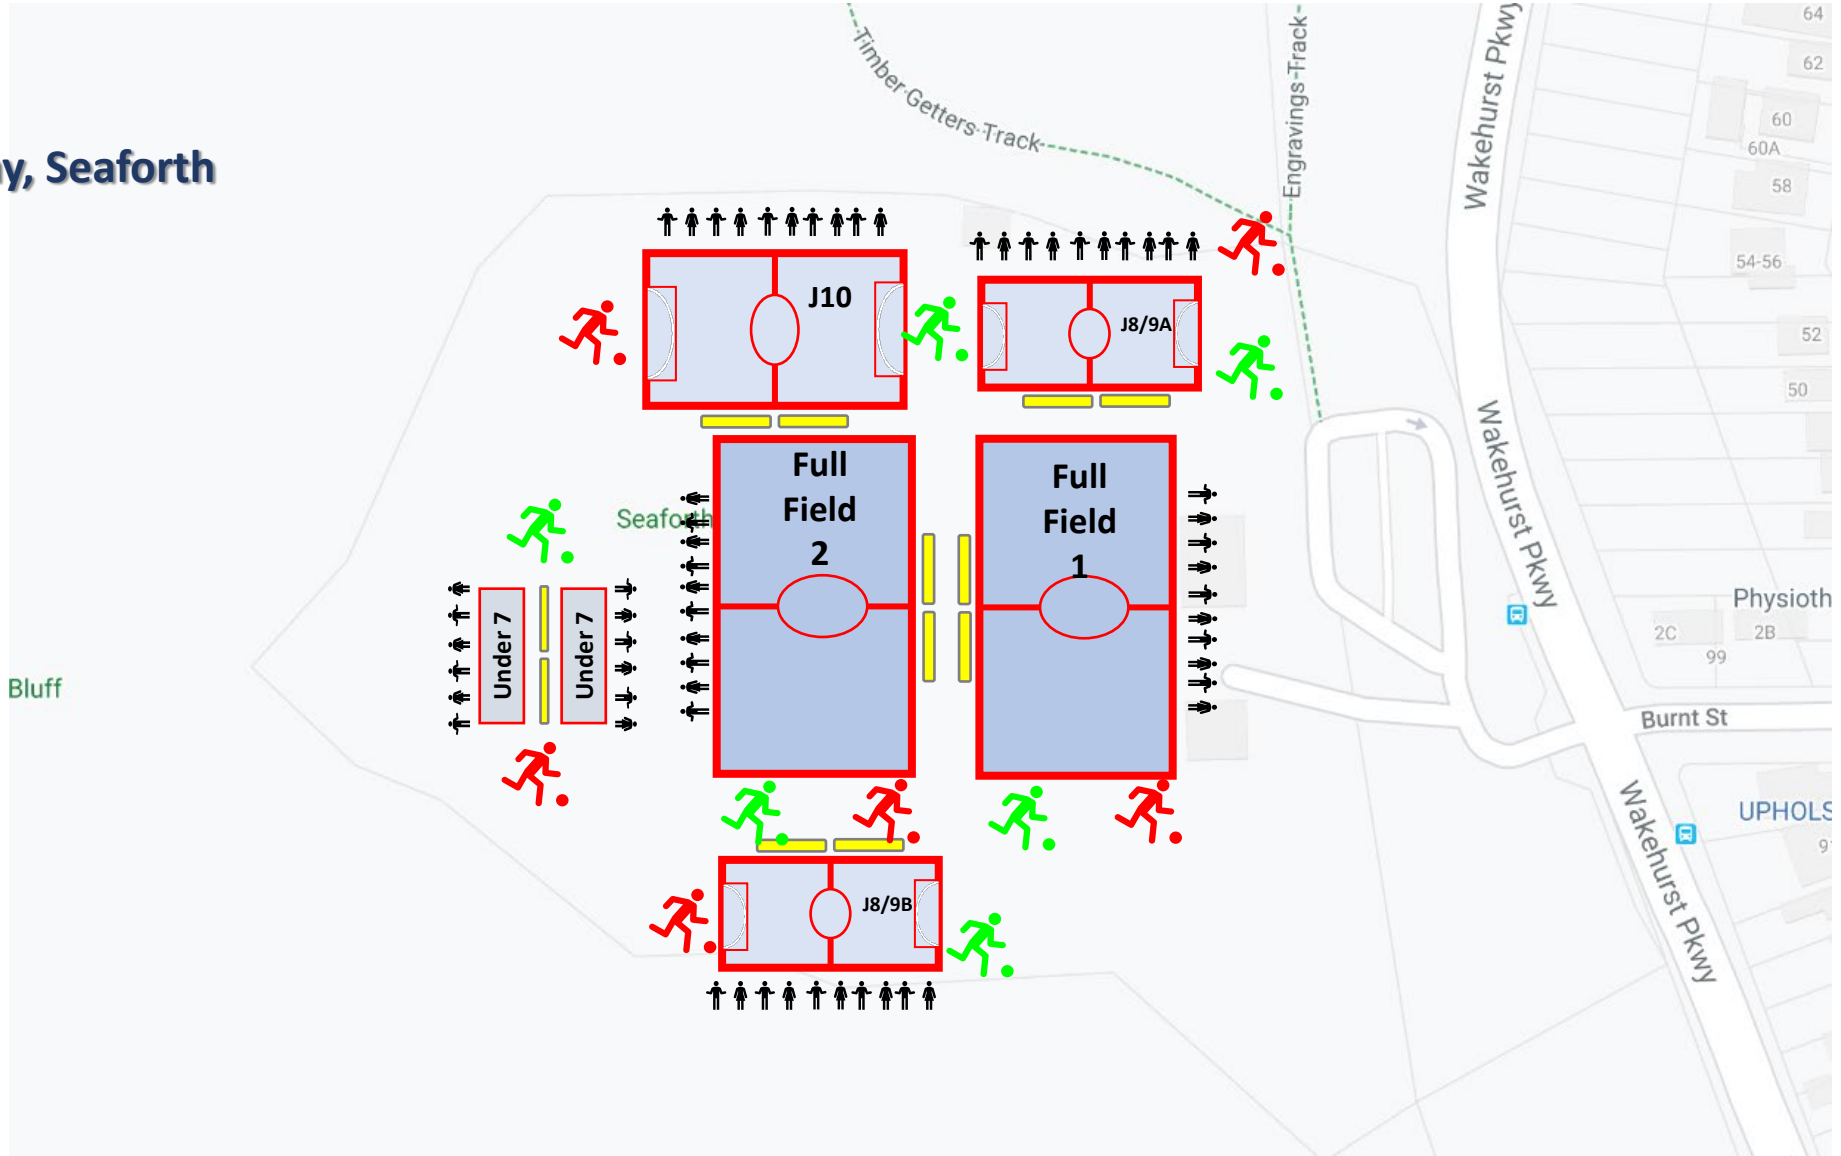 y, Seaforth
Timber Getters Track
Engravings Track
Wakehurst Pkwy
64
62
60
60A
58
54-56
52
50
J10
J8/9A
Full
Field
2
Full
Field
1
Seaforth
Wakehurst Pkwy
Under 7
Under 7
Physioth
2C
2B
99
Bluff
Burnt St
UPHOLS
Wakehurst Pkwy
J8/9B